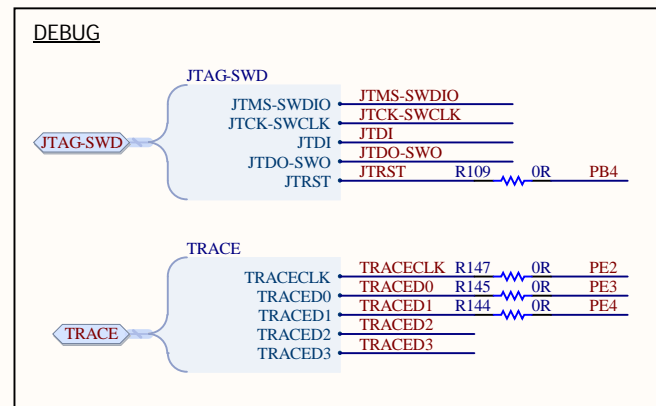 DEBUG
JTAG-SWD
JTMS-SWDIO JTMS-SWDIO
JTCK-SWCLK JTCK-SWCLK
JTAG-SWD JTDI JTDI
JTDO-SWO JTDO-SWO
JTRST JTRST R109 0R PB4
TRACE
TRACECLK TRACECLK R147 0R PE2
TRACED0 TRACED0 R145 0R PE3
TRACED1 TRACED1 R144 0R PE4
TRACE TRACED2 TRACED2
TRACED3 TRACED3